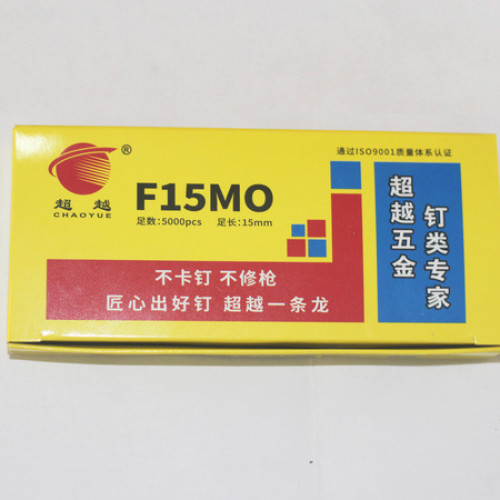 ®
超越
CHAOYUE
F15MO
足数:5000pcs 足长:15mm
通过ISO9001质量体系认证
不卡钉 不修枪
匠心出好钉 超越一条龙
超越五金
钉类专家